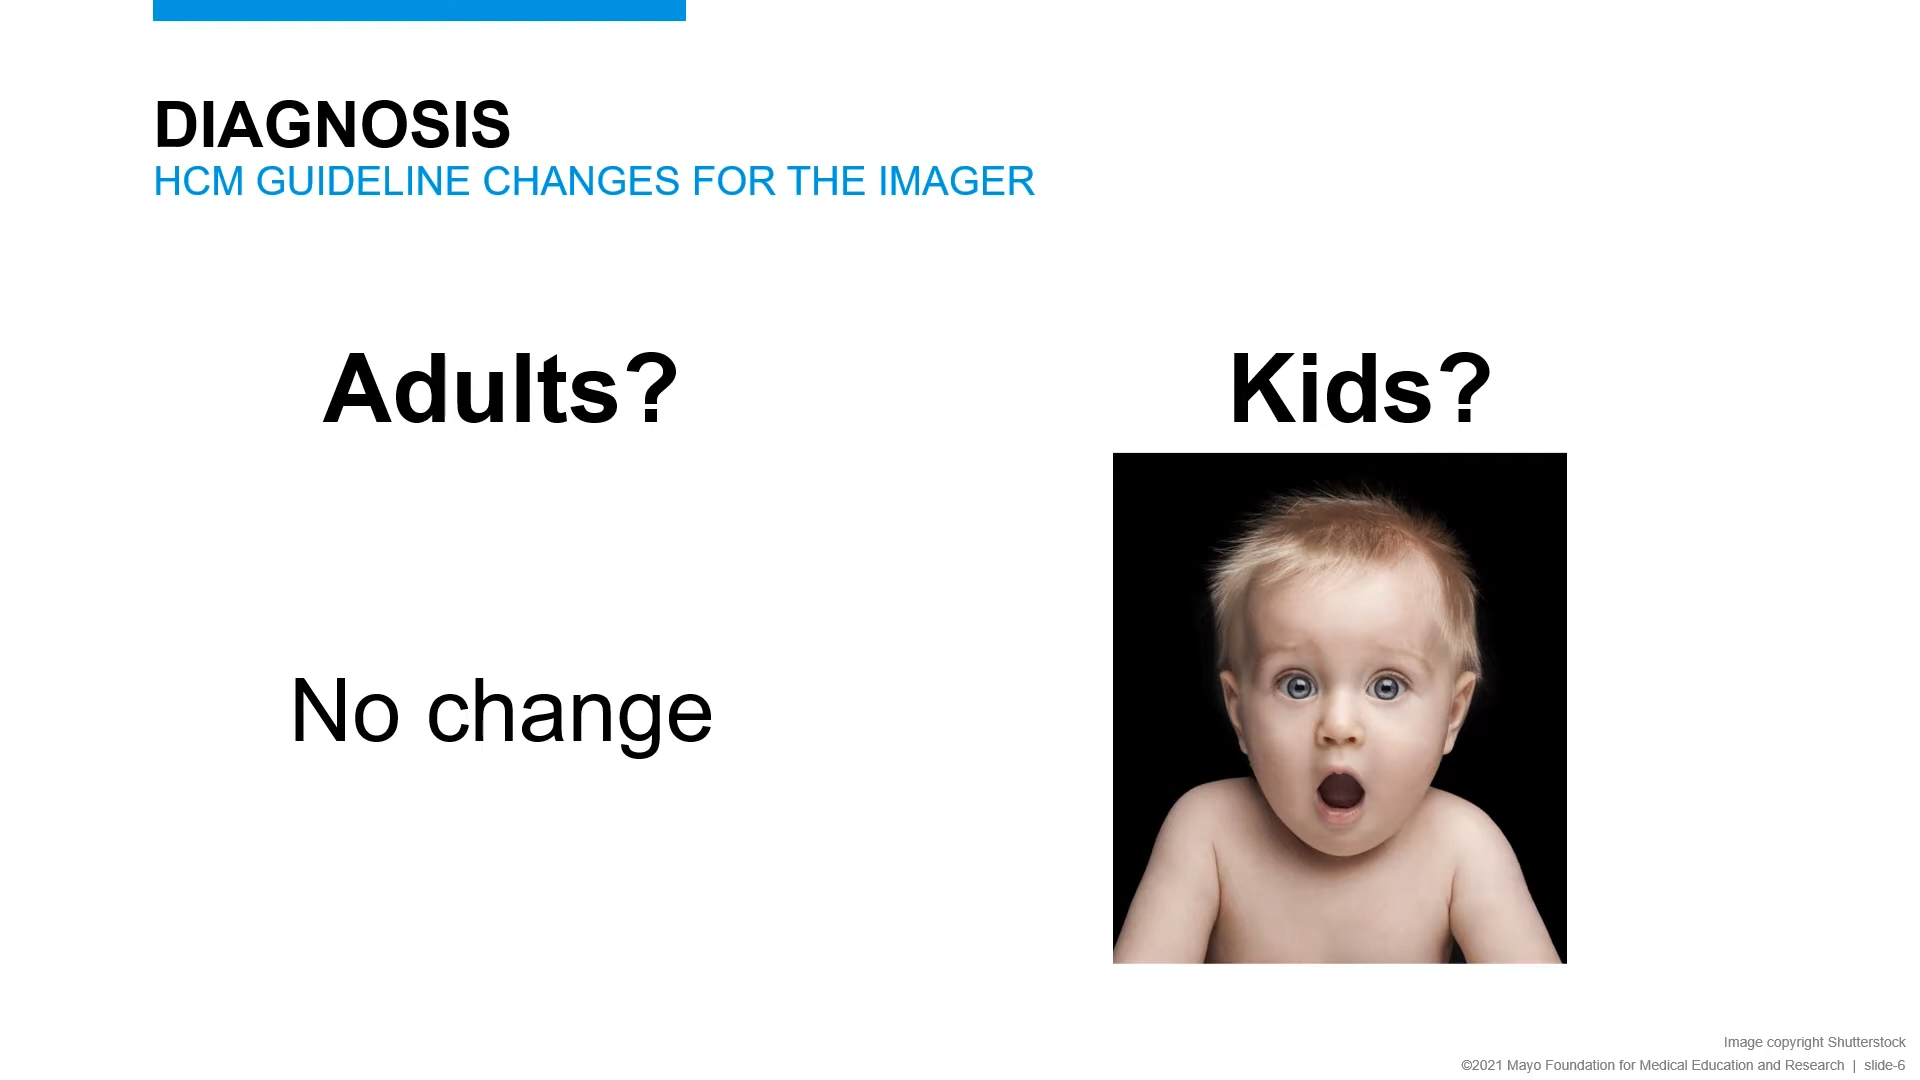 DIAGNOSIS
HCM GUIDELINE CHANGES FOR THE IMAGER
Adults?
No change
Kids?
Image copyright Shutterstock
©2021 Mayo Foundation for Medical Education and Research | slide-6